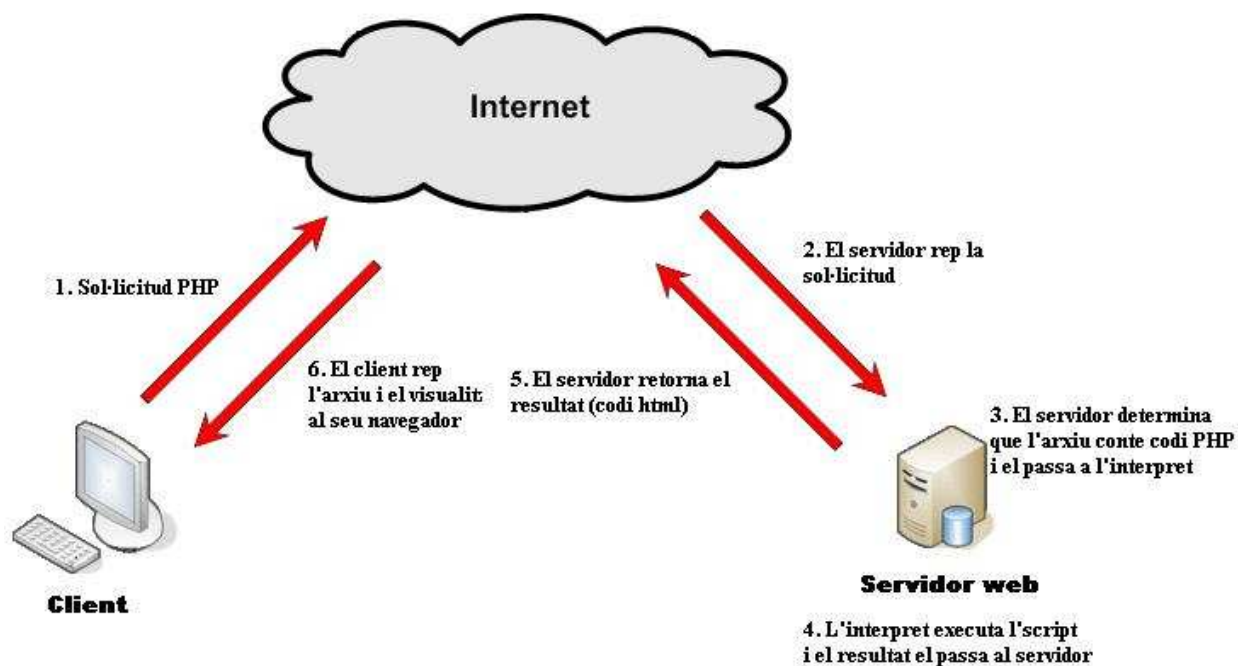 Internet
1. Sol·licitud PHP
2. El servidor rep la
sol·licitud
6. El client rep
l'arxiu i el visualit
al seu navegador
5. El servidor retorna el
resultat (codi html)
3. El servidor determina
que l'arxiu conte codi PHP
i el passa a l'interpret
Client
Servidor web
4. L'interpret executa l'script
i el resultat el passa al servidor